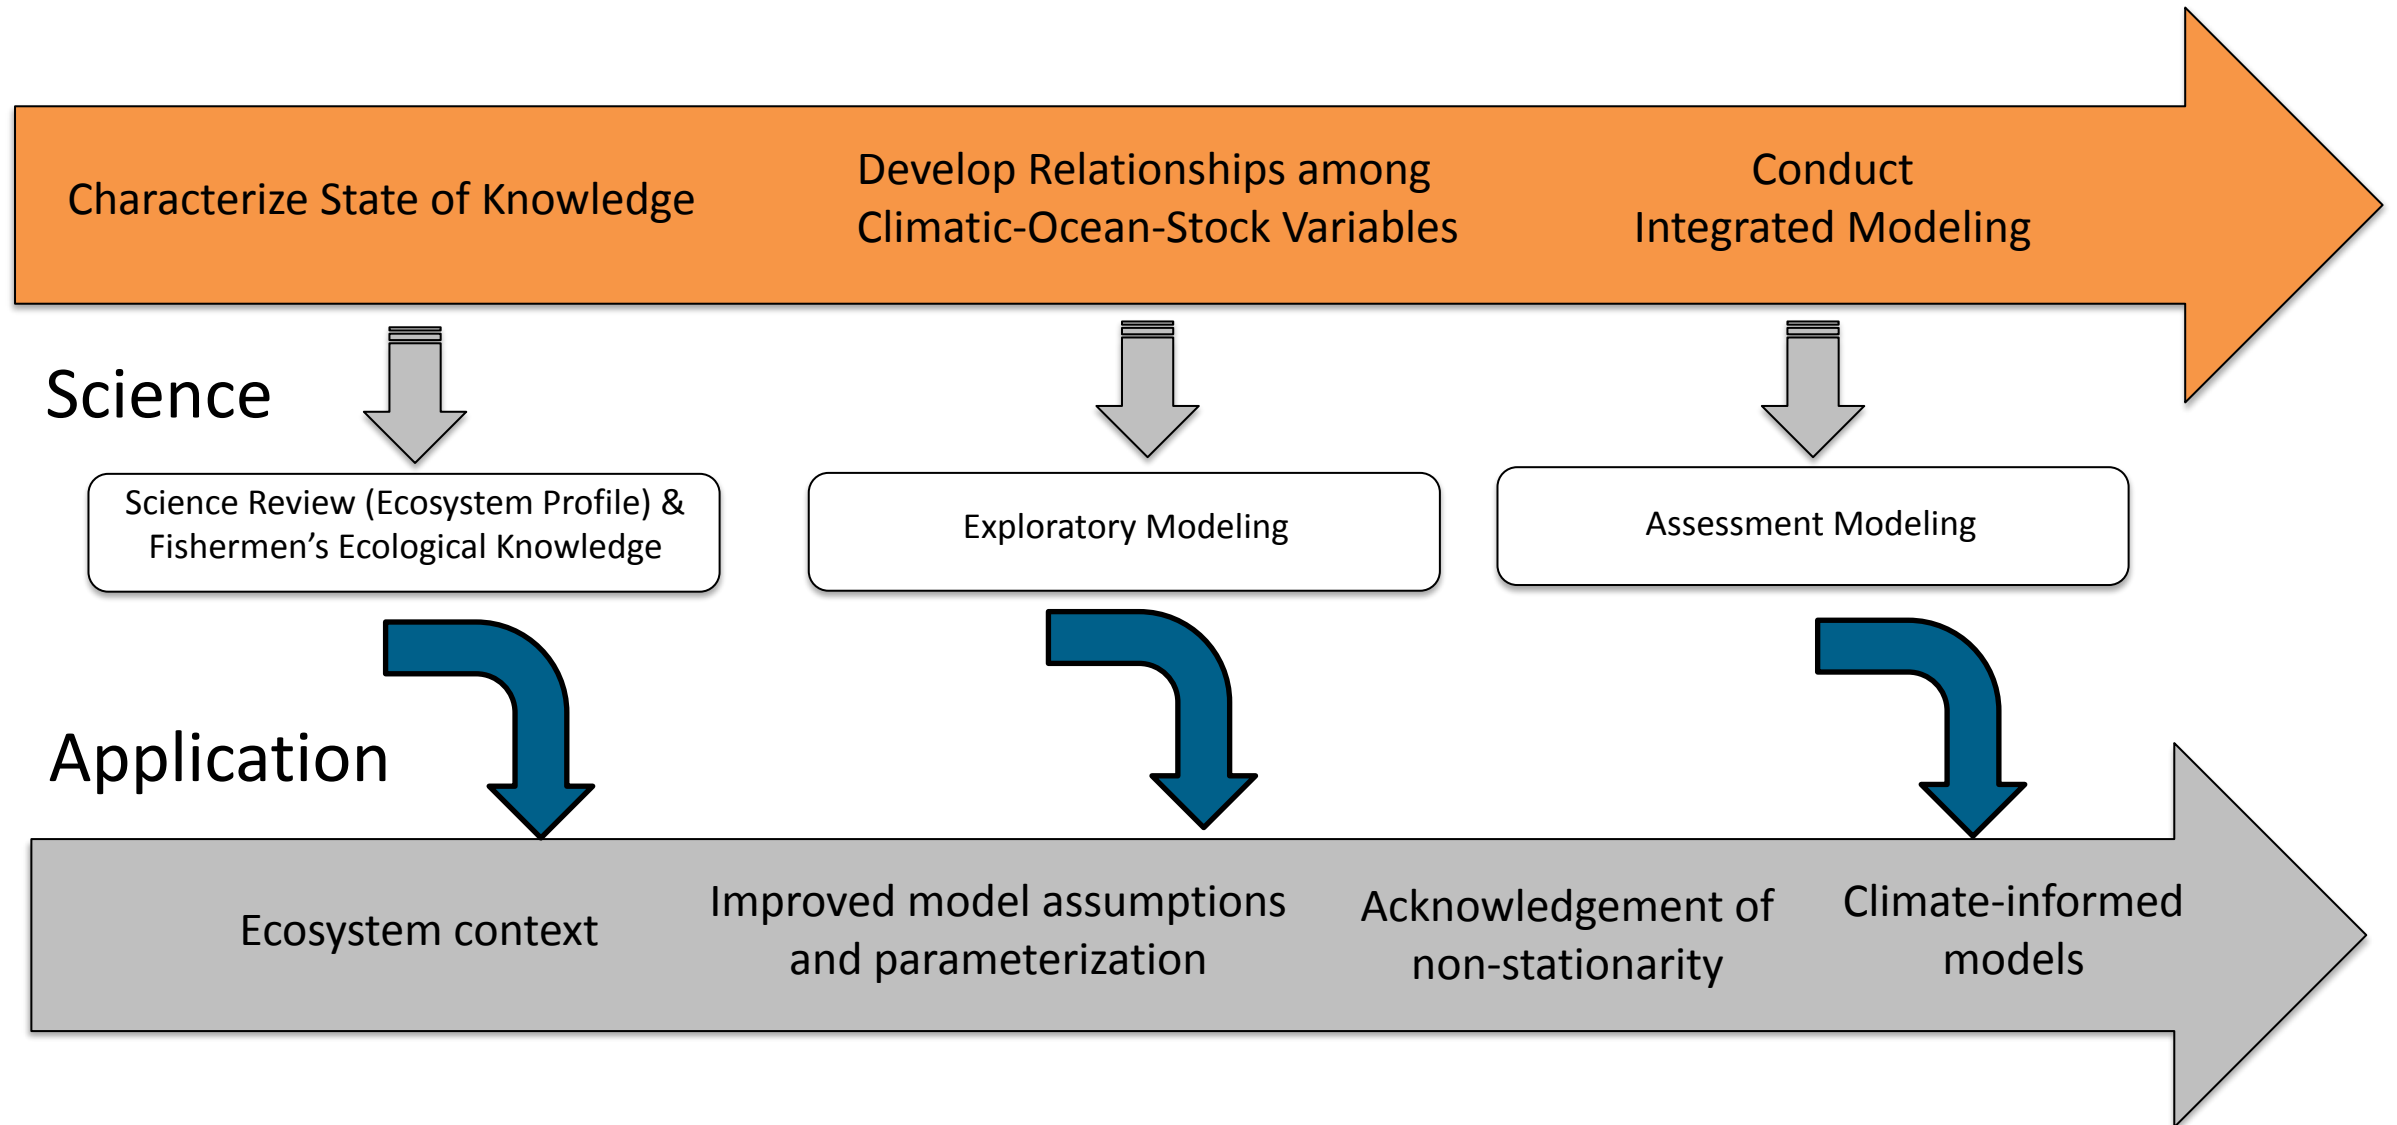 Characterize State of Knowledge
Develop Relationships among
Climatic-Ocean-Stock Variables
Conduct
Integrated Modeling
Science
Science Review (Ecosystem Profile) &
Fishermen’s Ecological Knowledge
Exploratory Modeling
Assessment Modeling
Application
Ecosystem context
Improved model assumptions
and parameterization
Acknowledgement of
non-stationarity
Climate-informed
models